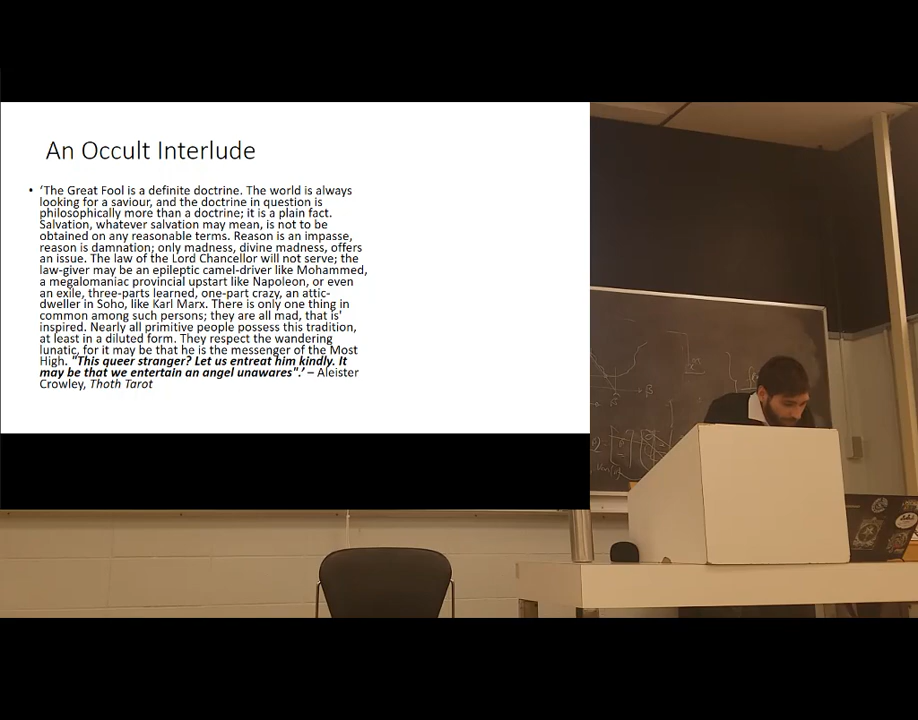 An Occult Interlude
• ‘The Great Fool is a definite doctrine. The world is always
looking for a saviour, and the doctrine in question is
philosophically more than a doctrine; it is a plain fact.
Salvation, whatever salvation may mean, is not to be
obtained on any reasonable terms. Reason is an impasse,
reason is damnation; only madness, divine madness, offers
an issue. The law of the Lord Chancellor will not serve; the
law-giver may be an epileptic camel-driver like Mohammed,
a megalomaniac provincial upstart like Napoleon, or even
an exile, three-parts learned, one-part crazy, an attic-
dweller in Soho, like Karl Marx. There is only one thing in
common among such persons; they are all mad, that is'
inspired. Nearly all primitive people possess this tradition,
at least in a diluted form. They respect the wandering
lunatic, for it may be that he is the messenger of the Most
High. "This queer stranger? Let us entreat him kindly. It
may be that we entertain an angel unawares".’ – Aleister
Crowley, Thoth Tarot